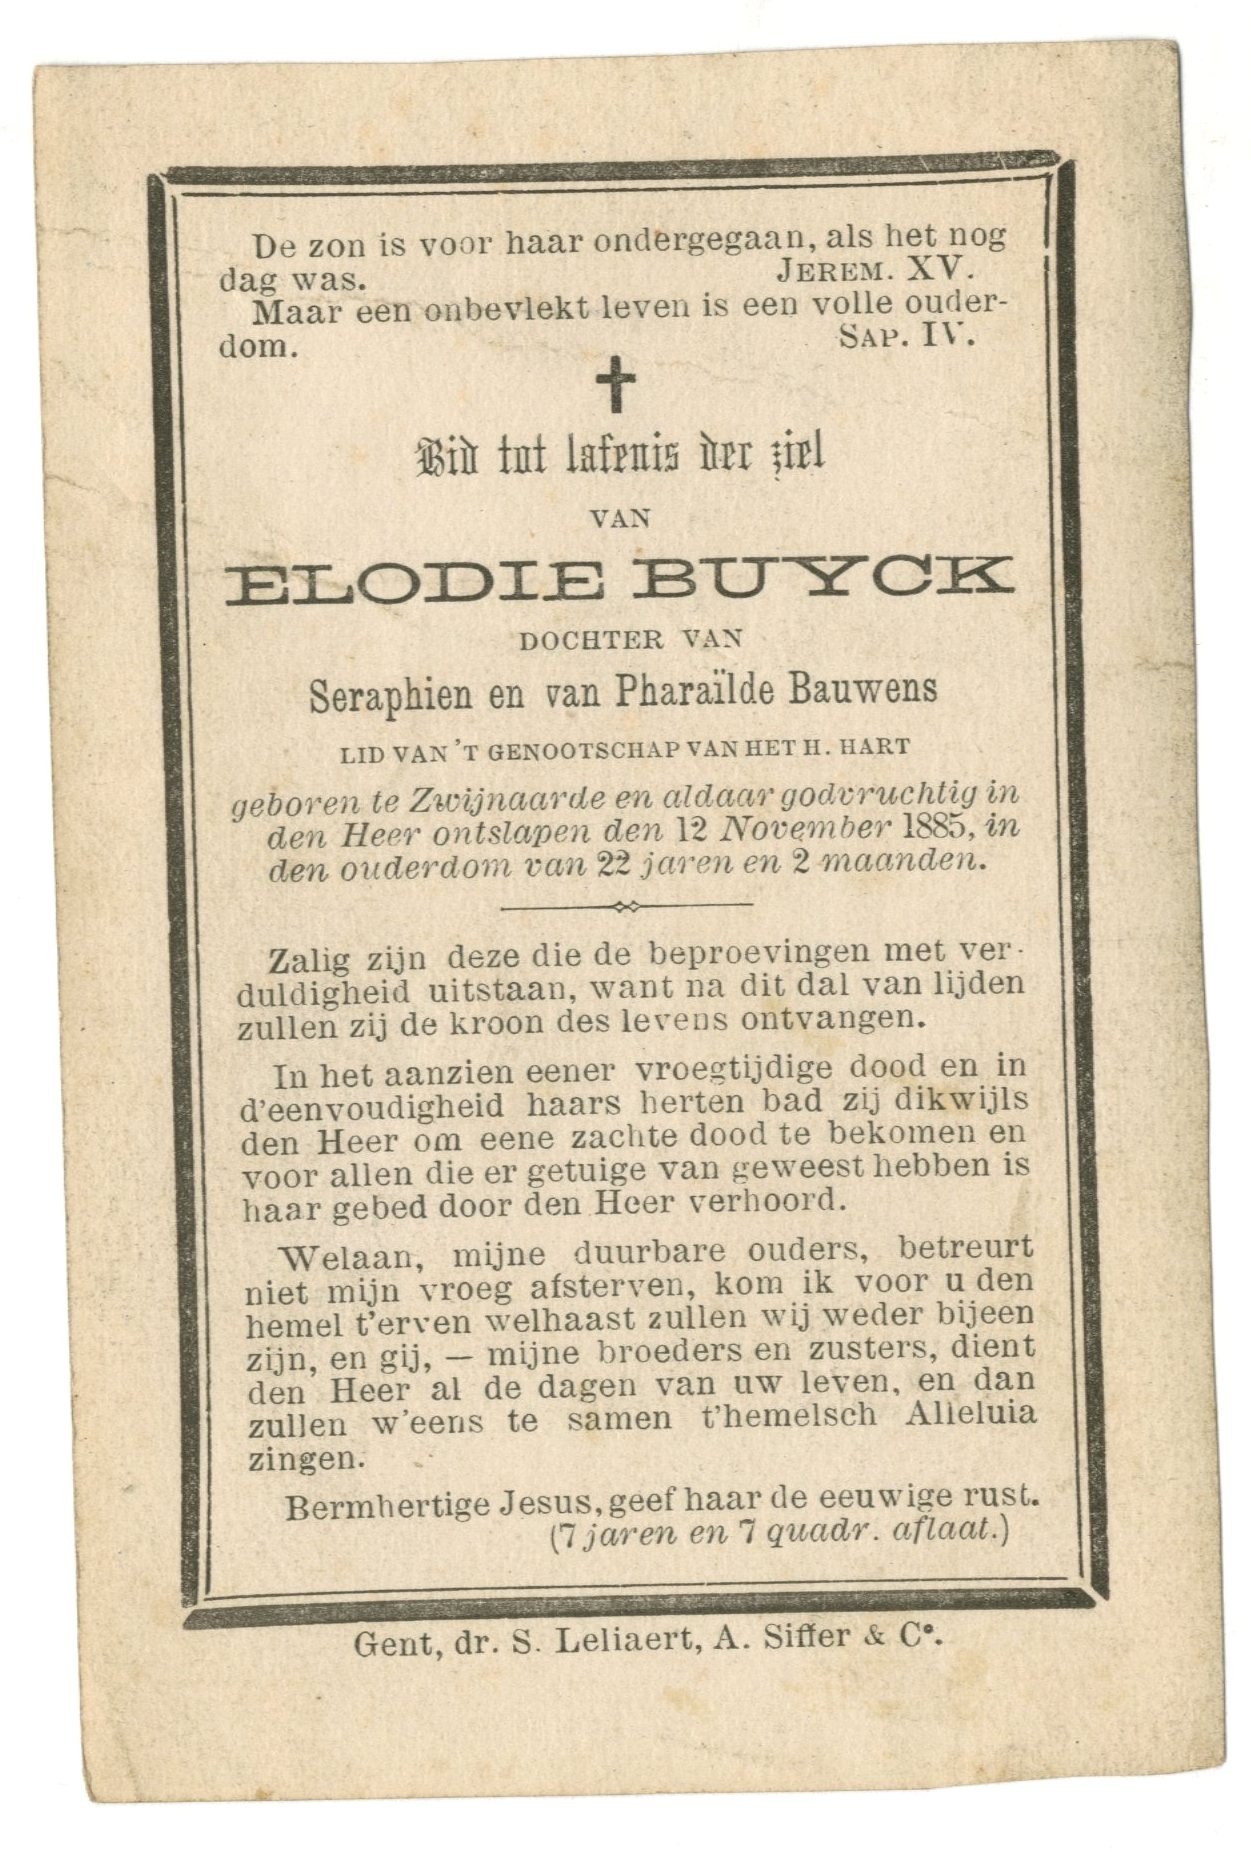 De zon is voor haar ondergegaan, als het nog
dag was. JEREM. XV.
Maar een onbevlekt leven is een volle ouder-
dom. SAP. IV.
✝
Bid tot lafenis der ziel
VAN
ELODIE BUYCK
DOCHTER VAN
Seraphien en van Pharaïlde Bauwens
LID VAN 'T GENOOTSCHAP VAN HET H. HART
geboren te Zwijnaarde en aldaar godvruchtig in
den Heer ontslapen den 12 November 1885, in
den ouderdom van 22 jaren en 2 maanden.
Zalig zijn deze die de beproevingen met ver-
duldigheid uitstaan, want na dit dal van lijden
zullen zij de kroon des levens ontvangen.
In het aanzien eener vroegtijdige dood en in
d'eenvoudigheid haars herten bad zij dikwijls
den Heer om eene zachte dood te bekomen en
voor allen die er getuige van geweest hebben is
haar gebed door den Heer verhoord.
Welaan, mijne duurbare ouders, betreurt
niet mijn vroeg afsterven, kom ik voor u den
hemel t'erven welhaast zullen wij weder bijeen
zijn, en gij, — mijne broeders en zusters, dient
den Heer al de dagen van uw leven, en dan
zullen w'eens te samen t'hemelsch Alleluia
zingen.
Bermhertige Jesus, geef haar de eeuwige rust.
(7 jaren en 7 quadr. aflaat.)
Gent, dr. S. Leliaert, A. Siffer & Cº.